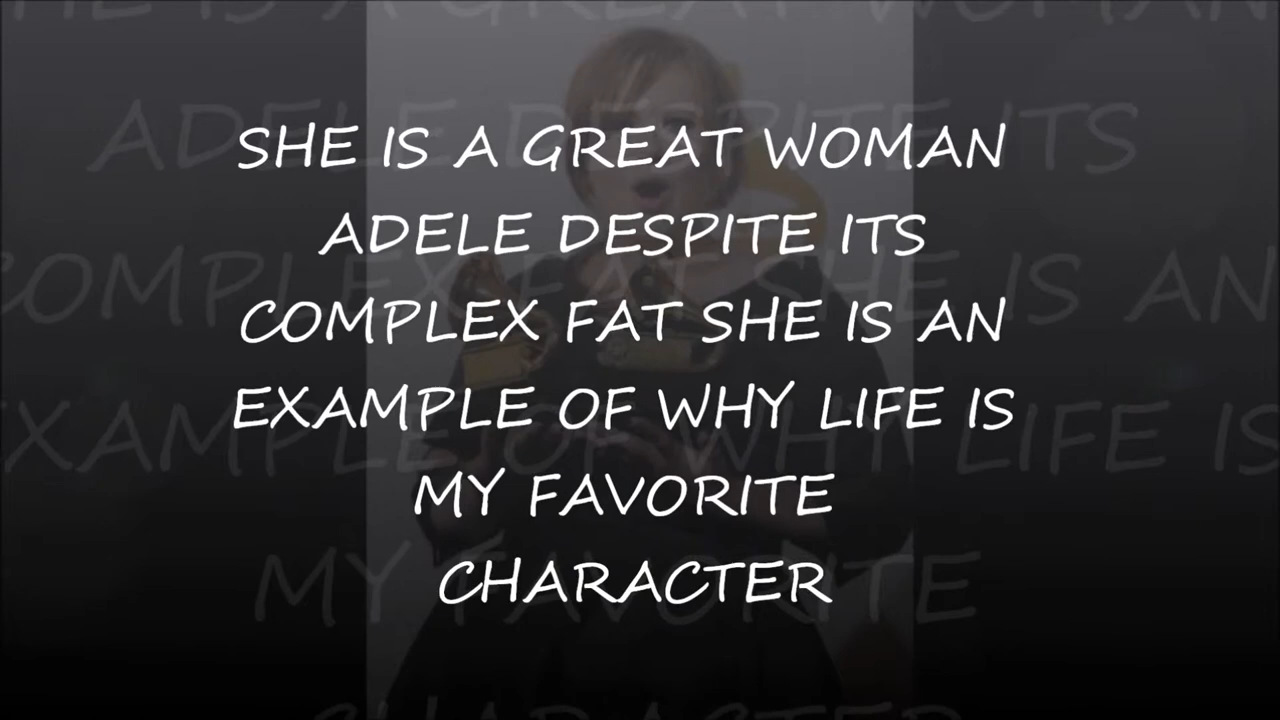 SHE IS A GREAT WOMAN
ADELE DESPITE ITS
COMPLEX FAT SHE IS AN
EXAMPLE OF WHY LIFE IS
MY FAVORITE
CHARACTER